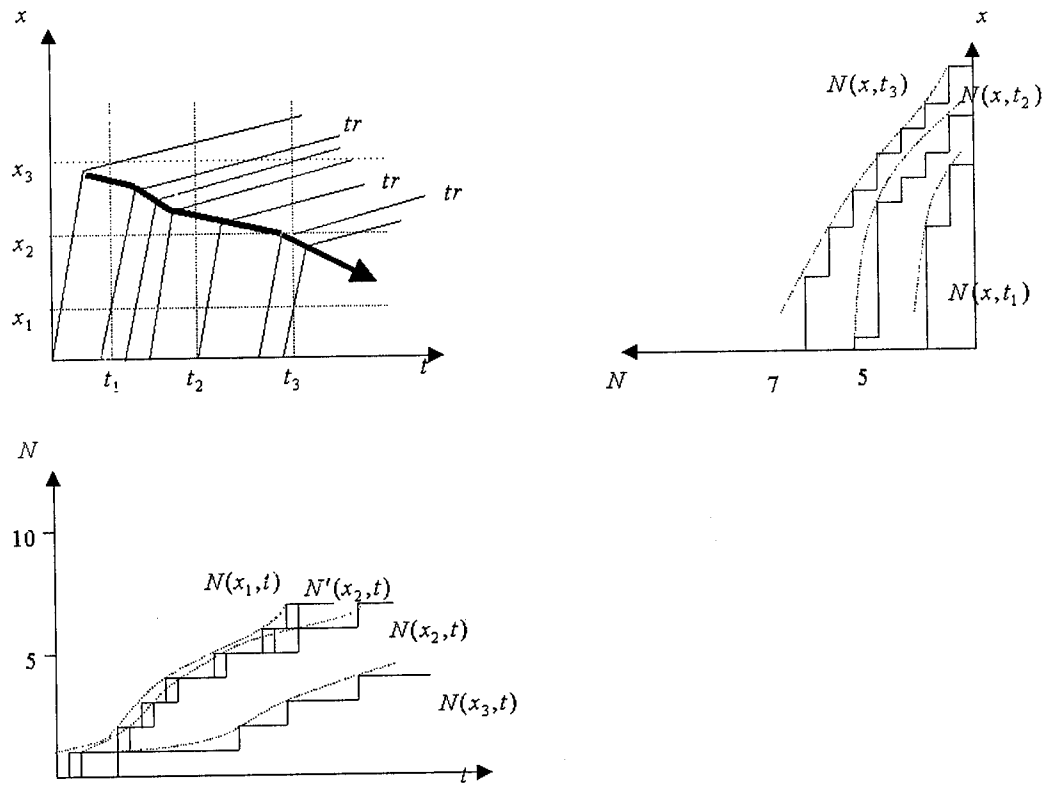 x
tr
x₃
tr
tr
x₂
x₁
t₁
t₂
t₃
t
x
N(x,t₃)
N(x,t₂)
N(x,t₁)
N
7
5
N
10
N(x₁,t)
N'(x₂,t)
N(x₂,t)
5
N(x₃,t)
t